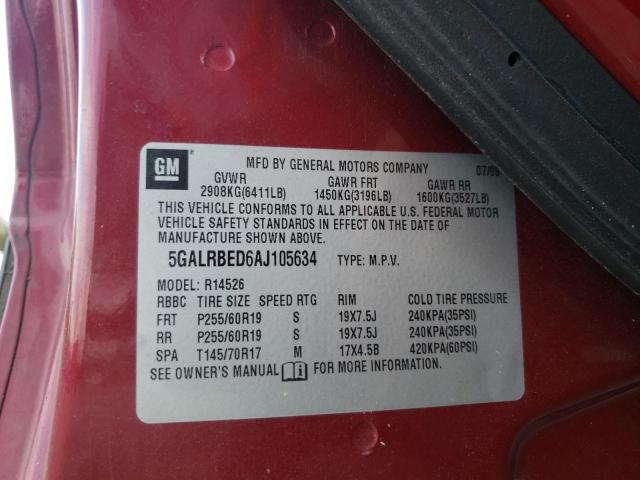 GM MFD BY GENERAL MOTORS COMPANY 07/09
GVWR GAWR FRT GAWR RR
2908KG(6411LB) 1450KG(3196LB) 1600KG(3527LB)
THIS VEHICLE CONFORMS TO ALL APPLICABLE U.S. FEDERAL MOTOR
VEHICLE SAFETY STANDARDS IN EFFECT ON THE DATE OF
MANUFACTURE SHOWN ABOVE.
5GALRBED6AJ105634 TYPE: M.P.V.
MODEL: R14526
RBBC TIRE SIZE SPEED RTG RIM COLD TIRE PRESSURE
FRT P255/60R19 S 19X7.5J 240KPA(35PSI)
RR P255/60R19 S 19X7.5J 240KPA(35PSI)
SPA T145/70R17 M 17X4.5B 420KPA(60PSI)
SEE OWNER'S MANUAL FOR MORE INFORMATION.